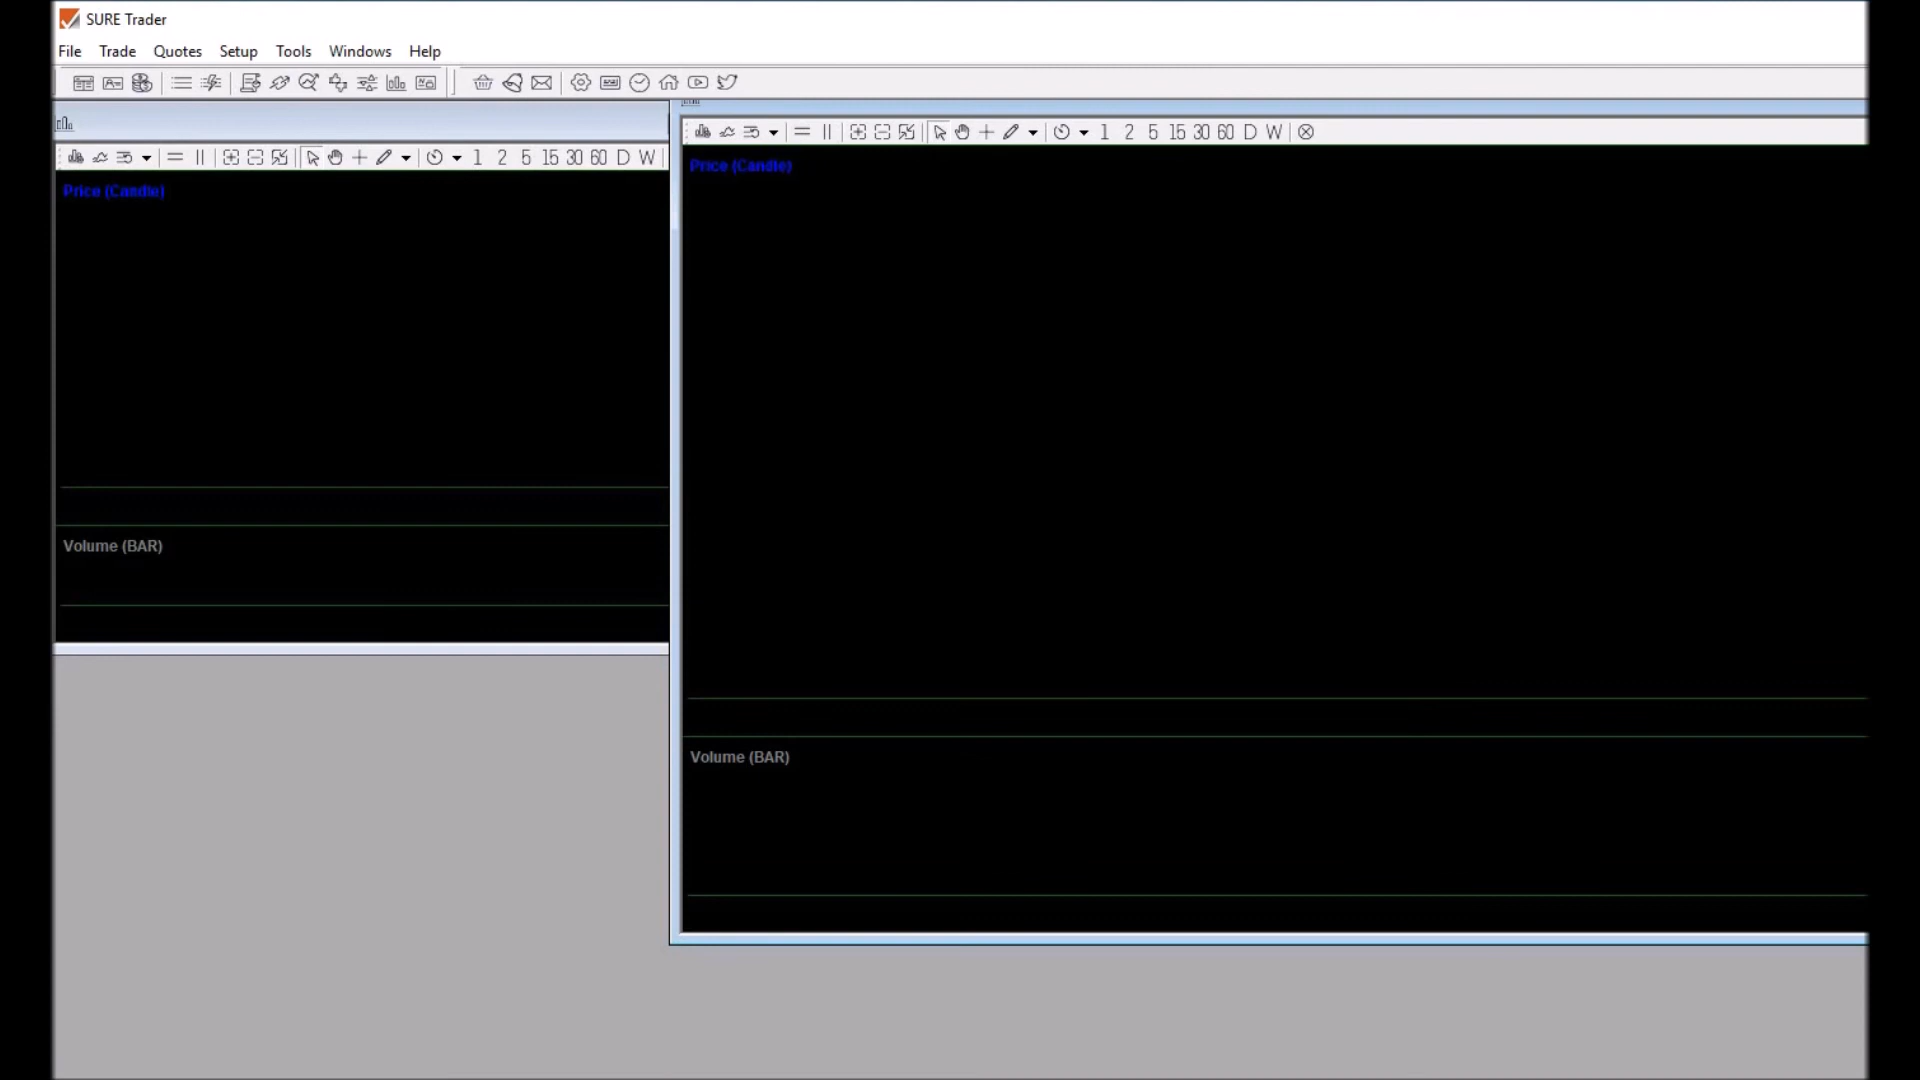 SURE Trader
File Trade Quotes Setup Tools Windows Help
1 2 5 15 30 60 D W
Price (Candle)
Volume (BAR)
1 2 5 15 30 60 D W
Price (Candle)
Volume (BAR)